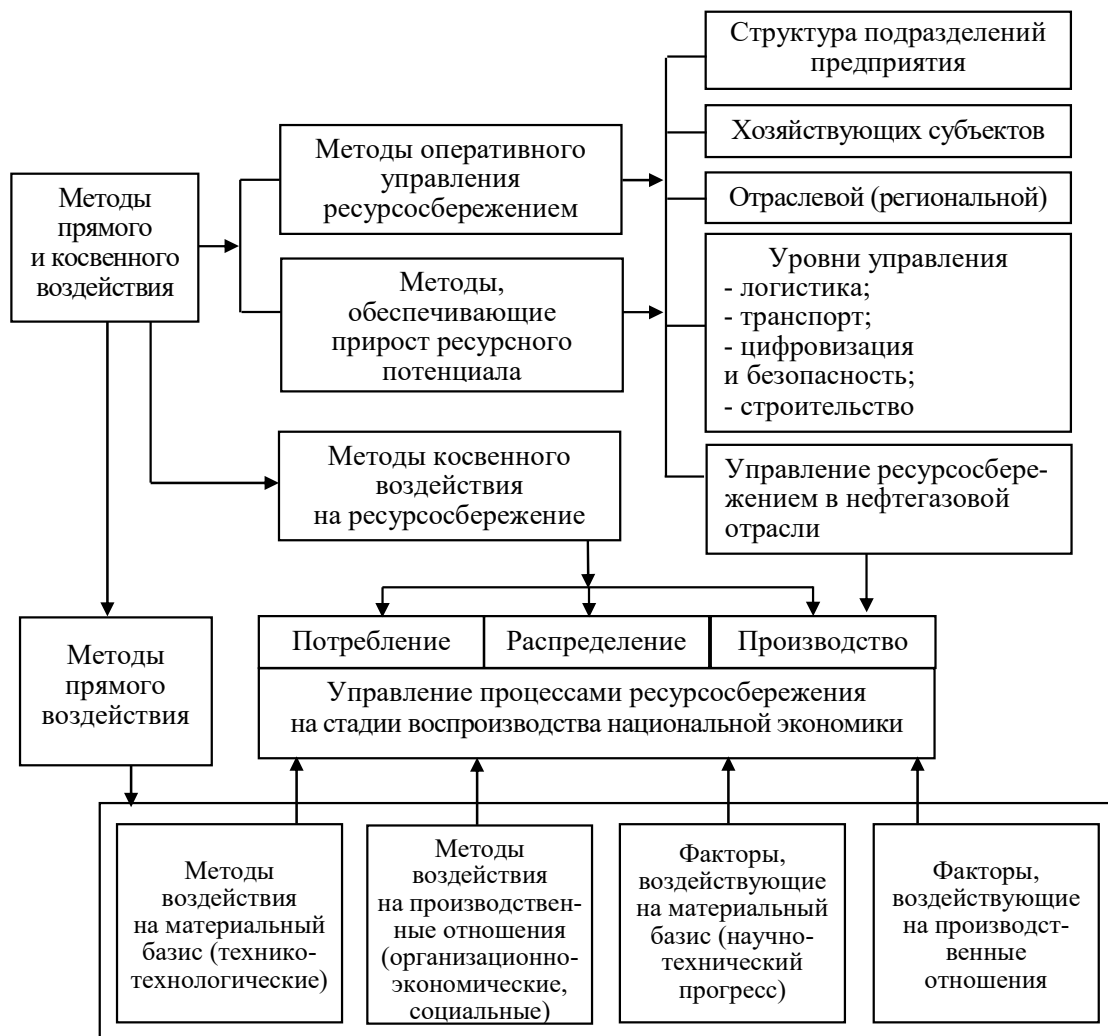 Структура подразделений
предприятия
Хозяйствующих субъектов
Отраслевой (региональной)
Уровни управления
- логистика;
- транспорт;
- цифровизация
и безопасность;
- строительство
Управление ресурсосбере-
жением в нефтегазовой
отрасли
Методы оперативного
управления
ресурсосбережением
Методы,
обеспечивающие
прирост ресурсного
потенциала
Методы
прямого
и косвенного
воздействия
Методы косвенного
воздействия
на ресурсосбережение
Методы
прямого
воздействия
Потребление
Распределение
Производство
Управление процессами ресурсосбережения
на стадии воспроизводства национальной экономики
Методы
воздействия
на материальный
базис (технико-
технологические)
Методы
воздействия
на производствен-
ные отношения
(организационно-
экономические,
социальные)
Факторы,
воздействующие
на материальный
базис (научно-
технический
прогресс)
Факторы,
воздействующие
на производст-
венные
отношения